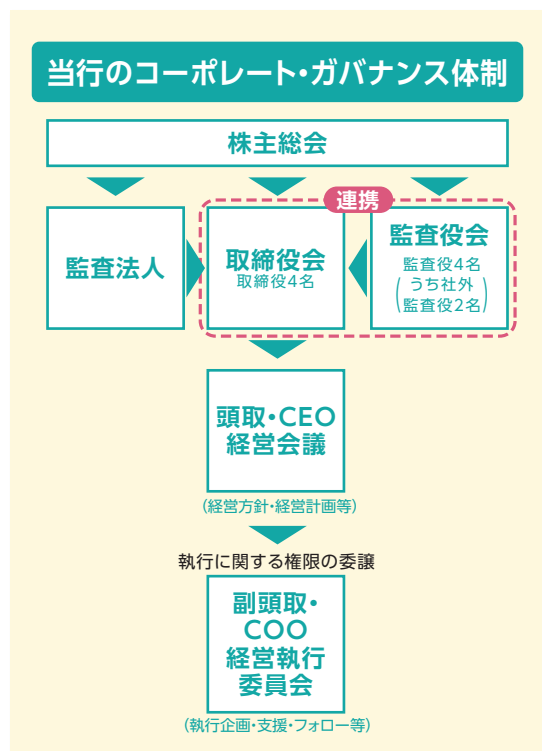 当行のコーポレート・ガバナンス体制
株主総会
連携
監査法人
取締役会
取締役4名
監査役会
監査役4名
(うち社外
監査役2名)
頭取・CEO
経営会議
(経営方針・経営計画等)
執行に関する権限の委譲
副頭取・
COO
経営執行
委員会
(執行企画・支援・フォロー等)